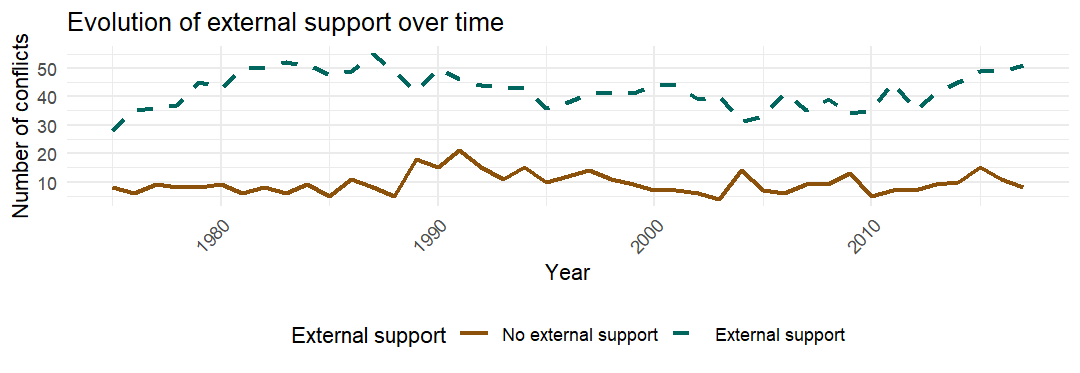 Evolution of external support over time
Number of conflicts
50
40
30
20
10
1980
1990
2000
2010
Year
External support
No external support
External support